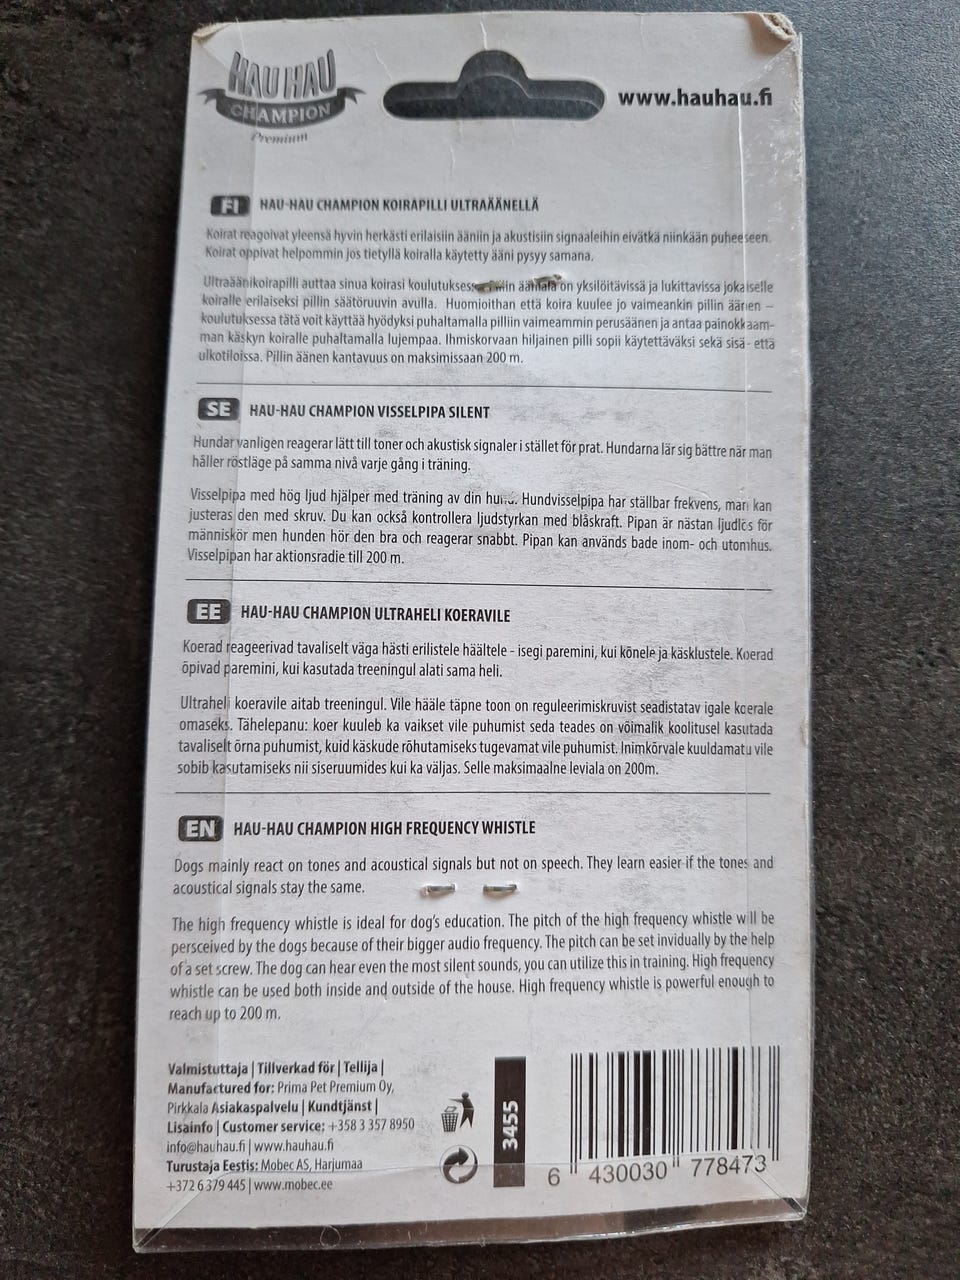 HAU HAU
CHAMPION
Premium
www.hauhau.fi
FI HAU-HAU CHAMPION KOIRAPILLI ULTRAÄÄNELLÄ
Koirat reagoivat yleensä hyvin herkästi erilaisiin ääniin ja akustisiin signaaleihin eivätkä niinkään puheeseen.
Koirat oppivat helpommin jos tietyllä koiralla käytetty ääni pysyy samana.
Ultraäänikoirapilli auttaa sinua koirasi koulutuksessa. on yksilöitävissä ja lukittavissa jokaiselle
koiralle erilaiseksi pillin säätöruuvin avulla. Huomioithan että koira kuulee jo vaimeankin pillin äänen –
koulutuksessa tätä voit käyttää hyödyksi puhaltamalla pilliin vaimeammin perusäänen ja antaa painokkaam-
man käskyn koiralle puhaltamalla lujempaa. Ihmiskorvaan hiljainen pilli sopii käytettäväksi sekä sisä- että
ulkotiloissa. Pillin äänen kantavuus on maksimissaan 200 m.
SE HAU-HAU CHAMPION VISSELPIPA SILENT
Hundar vanligen reagerar lätt till toner och akustisk signaler i stället för prat. Hundarna lär sig bättre när man
håller röstläge på samma nivå varje gång i träning.
Visselpipa med hög ljud hjälper med träning av din hund. Hundvisselpipa har ställbar frekvens, man kan
justeras den med skruv. Du kan också kontrollera ljudstyrkan med blåskraft. Pipan är nästan ljudlös för
människör men hunden hör den bra och reagerar snabbt. Pipan kan används bade inom- och utomhus.
Visselpipan har aktionsradie till 200 m.
EE HAU-HAU CHAMPION ULTRAHELI KOERAVILE
Koerad reageerivad tavaliselt väga hästi erilistele häältele - isegi paremini, kui kõnele ja käsklustele. Koerad
õpivad paremini, kui kasutada treeningul alati sama heli.
Ultraheli koeravile aitab treeningul. Vile hääle täpne toon on reguleerimiskruvist seadistatav igale koerale
omaseks. Tähelepanu: koer kuuleb ka vaikset vile puhumist seda teades on võimalik koolitusel kasutada
tavaliselt õrna puhumist, kuid käskude rõhutamiseks tugevamat vile puhumist. Inimkõrvale kuuldamatu vile
sobib kasutamiseks nii siseruumides kui ka väljas. Selle maksimaalne leviala on 200m.
EN HAU-HAU CHAMPION HIGH FREQUENCY WHISTLE
Dogs mainly react on tones and acoustical signals but not on speech. They learn easier if the tones and
acoustical signals stay the same.
The high frequency whistle is ideal for dog's education. The pitch of the high frequency whistle will be
persceived by the dogs because of their bigger audio frequency. The pitch can be set invidually by the help
of a set screw. The dog can hear even the most silent sounds, you can utilize this in training. High frequency
whistle can be used both inside and outside of the house. High frequency whistle is powerful enough to
reach up to 200 m.
Valmistuttaja | Tillverkad för | Tellija |
Manufactured for: Prima Pet Premium Oy,
Pirkkala Asiakaspalvelu | Kundtjänst |
Lisainfo | Customer service: +358 3 357 8950
info@hauhau.fi | www.hauhau.fi
Turustaja Eestis: Mobec AS, Harjumaa
+372 6 379 445 | www.mobec.ee
3455
6 430030 778473